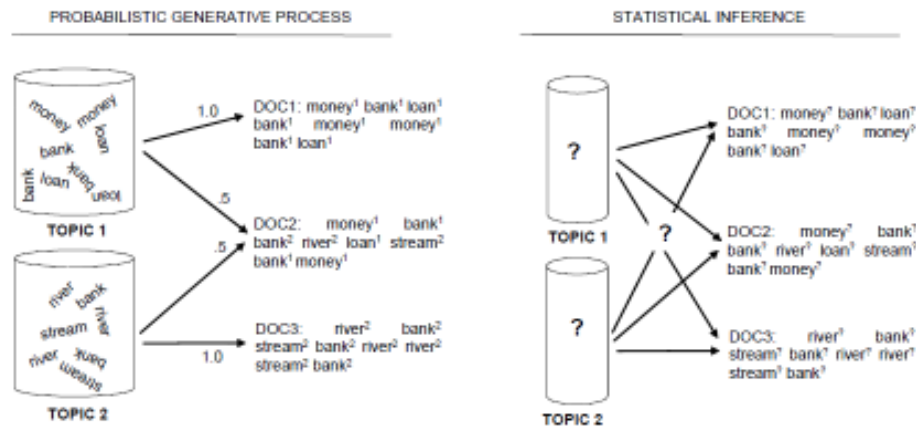 PROBABILISTIC GENERATIVE PROCESS
money
money
loan
bank
loan
bank
bank
loan
TOPIC 1
river
bank
river
stream
river
bank
stream
TOPIC 2
1.0
.5
.5
1.0
DOC1: money¹ bank¹ loan¹
bank¹ money¹ money¹
bank¹ loan¹
DOC2: money¹ bank¹
bank² river² loan¹ stream²
bank¹ money¹
DOC3: river² bank²
stream² bank² river² river²
stream² bank²
STATISTICAL INFERENCE
?
TOPIC 1
?
TOPIC 2
?
DOC1: money? bank? loan?
bank? money? money?
bank? loan?
DOC2: money? bank?
bank? river? loan? stream?
bank? money?
DOC3: river? bank?
stream? bank? river? river?
stream? bank?